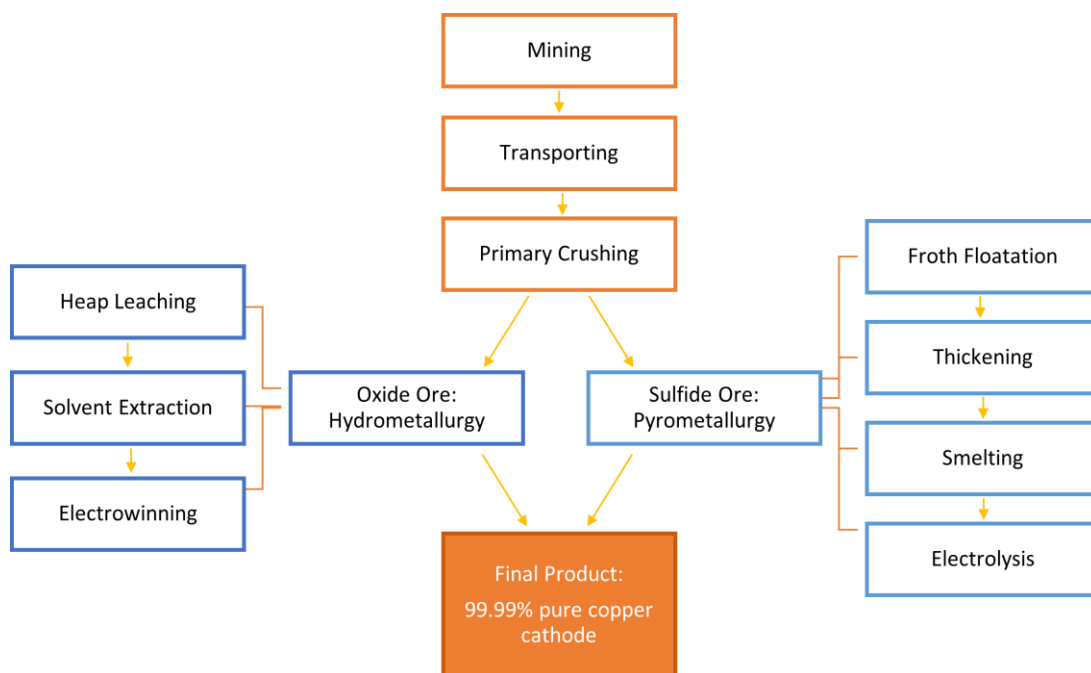 Mining
Transporting
Primary Crushing
Heap Leaching
Solvent Extraction
Electrowinning
Oxide Ore:
Hydrometallurgy
Sulfide Ore:
Pyrometallurgy
Froth Floatation
Thickening
Smelting
Electrolysis
Final Product:
99.99% pure copper
cathode